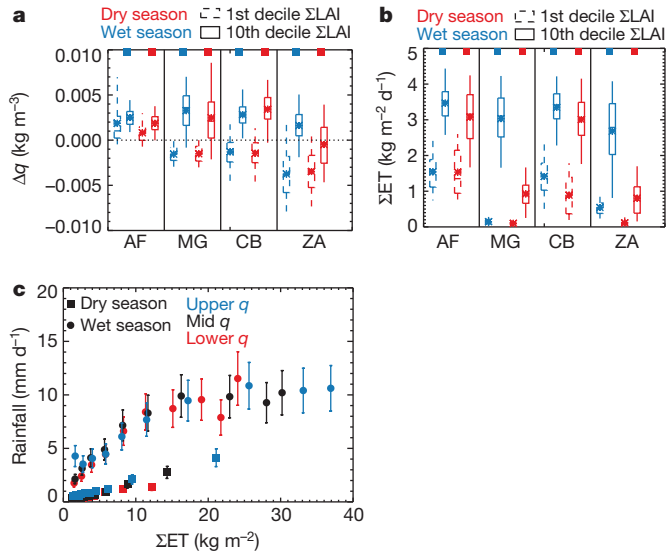 a
Dry season
Wet season
1st decile ΣLAI
10th decile ΣLAI
Δq (kg m⁻³)
0.010
0.005
0.000
−0.005
−0.010
AF MG CB ZA
b
Dry season
Wet season
1st decile ΣLAI
10th decile ΣLAI
ΣET (kg m⁻² d⁻¹)
5
4
3
2
1
0
AF MG CB ZA
c
Dry season
Wet season
Upper q
Mid q
Lower q
Rainfall (mm d⁻¹)
20
15
10
5
0
0 10 20 30 40
ΣET (kg m⁻²)